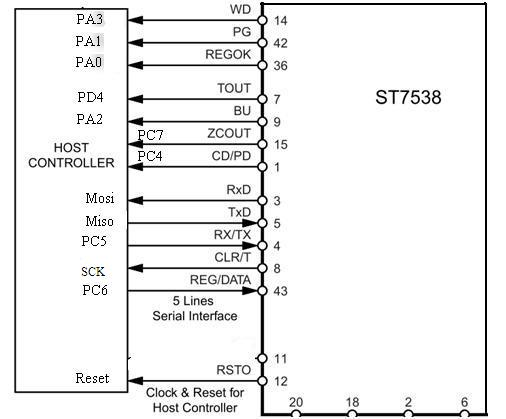 WD
PA3 14
PG
PA1 42
REGOK
PA0 36
TOUT
PD4 7
ST7538
BU
PA2 9
ZCOUT
PC7 15
HOST
CONTROLLER
PC4 CD/PD
1
RxD
Mosi 3
TxD
Miso 5
RX/TX
PC5 4
CLR/T
SCK 8
REG/DATA
PC6 43
5 Lines
Serial Interface
11
RSTO
Reset 12
Clock & Reset for
Host Controller
20 18 2 6